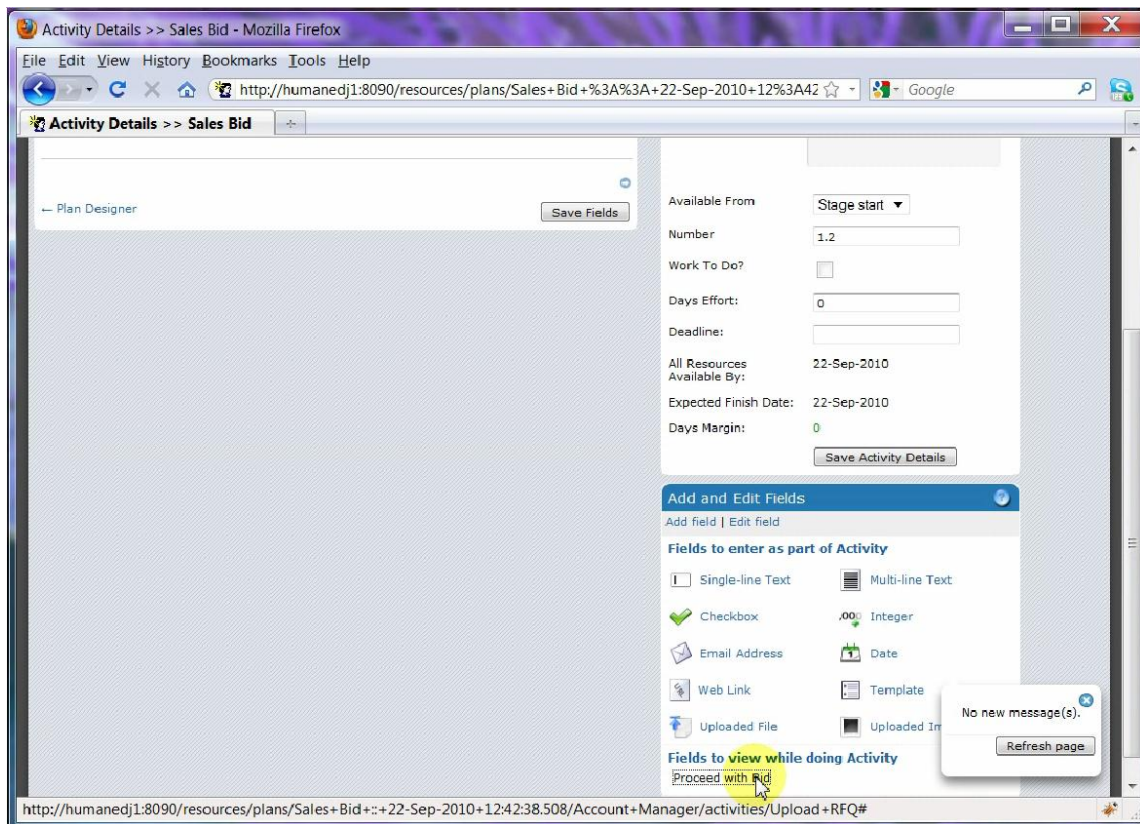 Activity Details >> Sales Bid - Mozilla Firefox
File Edit View History Bookmarks Tools Help
http://humanedj1:8090/resources/plans/Sales+Bid+%3A%3A+22-Sep-2010+12%3A42
Google
Activity Details >> Sales Bid
← Plan Designer
Save Fields
Available From Stage start
Number 1.2
Work To Do?
Days Effort: 0
Deadline:
All Resources
Available By: 22-Sep-2010
Expected Finish Date: 22-Sep-2010
Days Margin: 0
Save Activity Details
Add and Edit Fields
Add field | Edit field
Fields to enter as part of Activity
Single-line Text Multi-line Text
Checkbox ,00 Integer
Email Address 1 Date
Web Link Template
Uploaded File Uploaded Im
No new message(s).
Refresh page
Fields to view while doing Activity
Proceed with Bid
http://humanedj1:8090/resources/plans/Sales+Bid+::+22-Sep-2010+12:42:38.508/Account+Manager/activities/Upload+RFQ#